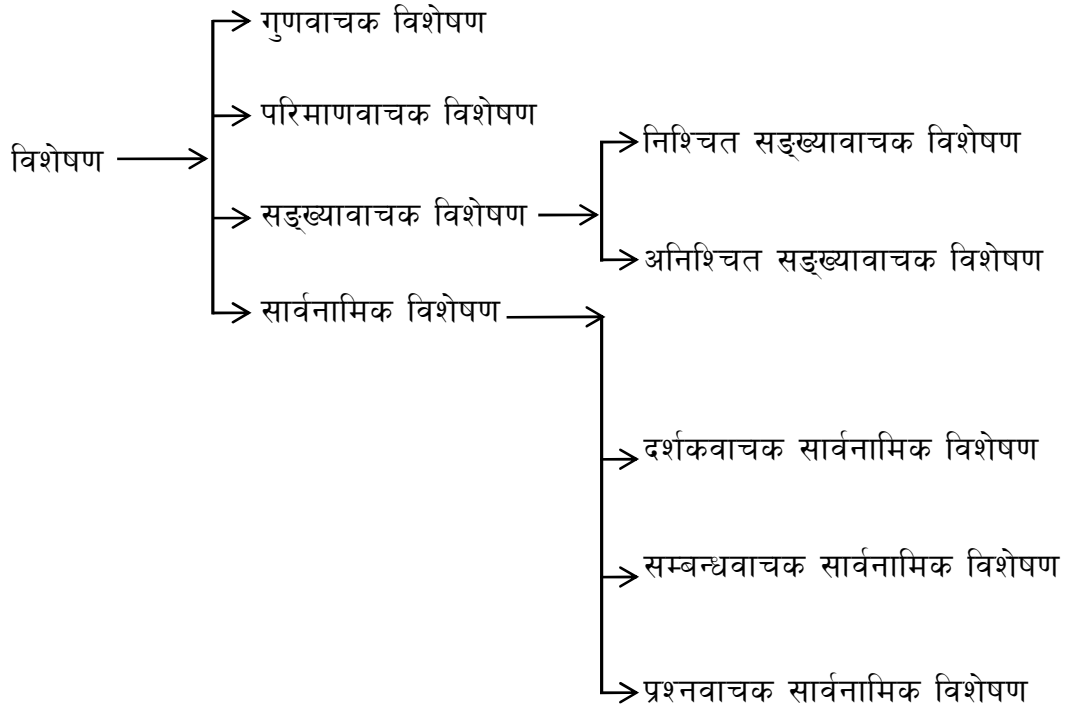 गुणवाचक विशेषण
परिमाणवाचक विशेषण
विशेषण
निश्चित सङ्ख्यावाचक विशेषण
सङ्ख्यावाचक विशेषण
अनिश्चित सङ्ख्यावाचक विशेषण
सार्वनामिक विशेषण
दर्शकवाचक सार्वनामिक विशेषण
सम्बन्धवाचक सार्वनामिक विशेषण
प्रश्नवाचक सार्वनामिक विशेषण